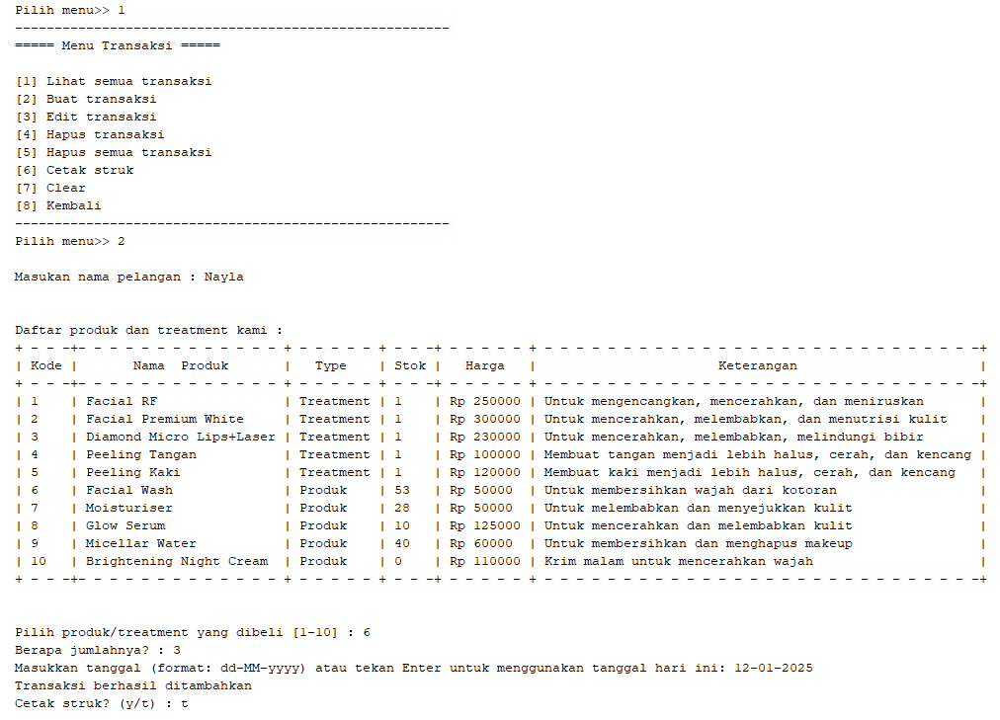 Pilih menu>> 1
-------------------------------------------------------
===== Menu Transaksi =====
[1] Lihat semua transaksi
[2] Buat transaksi
[3] Edit transaksi
[4] Hapus transaksi
[5] Hapus semua transaksi
[6] Cetak struk
[7] Clear
[8] Kembali
-------------------------------------------------------
Pilih menu>> 2
Masukan nama pelangan : Nayla
Daftar produk dan treatment kami :
+ - - -+- - - - - - - - - - - - - + - - - - - + - - -+ - - - - - + - - - - - - - - - - - - - - - - - - - - - - - - - - - -+
| Kode |       Nama  Produk       |   Type     | Stok |   Harga   |                       Keterangan                       |
+ - - -+- - - - - - - - - - - - - + - - - - - + - - -+ - - - - - + - - - - - - - - - - - - - - - - - - - - - - - - - - - -+
| 1    | Facial RF                | Treatment | 1    | Rp 250000 | Untuk mengencangkan, mencerahkan, dan meniruskan       |
| 2    | Facial Premium White     | Treatment | 1    | Rp 300000 | Untuk mencerahkan, melembabkan, dan menutrisi kulit    |
| 3    | Diamond Micro Lips+Laser | Treatment | 1    | Rp 230000 | Untuk mencerahkan, melembabkan, melindungi bibir       |
| 4    | Peeling Tangan           | Treatment | 1    | Rp 100000 | Membuat tangan menjadi lebih halus, cerah, dan kencang |
| 5    | Peeling Kaki             | Treatment | 1    | Rp 120000 | Membuat kaki menjadi lebih halus, cerah, dan kencang   |
| 6    | Facial Wash              | Produk    | 53   | Rp 50000  | Untuk membersihkan wajah dari kotoran                  |
| 7    | Moisturiser              | Produk    | 28   | Rp 50000  | Untuk melembabkan dan menyejukkan kulit                |
| 8    | Glow Serum               | Produk    | 10   | Rp 125000 | Untuk mencerahkan dan melembabkan kulit                |
| 9    | Micellar Water           | Produk    | 40   | Rp 60000  | Untuk membersihkan dan menghapus makeup                |
| 10   | Brightening Night Cream  | Produk    | 0    | Rp 110000 | Krim malam untuk mencerahkan wajah                     |
+ - - -+- - - - - - - - - - - - - + - - - - - + - - -+ - - - - - + - - - - - - - - - - - - - - - - - - - - - - - - - - - -+
Pilih produk/treatment yang dibeli [1-10] : 6
Berapa jumlahnya? : 3
Masukkan tanggal (format: dd-MM-yyyy) atau tekan Enter untuk menggunakan tanggal hari ini: 12-01-2025
Transaksi berhasil ditambahkan
Cetak struk? (y/t) : t